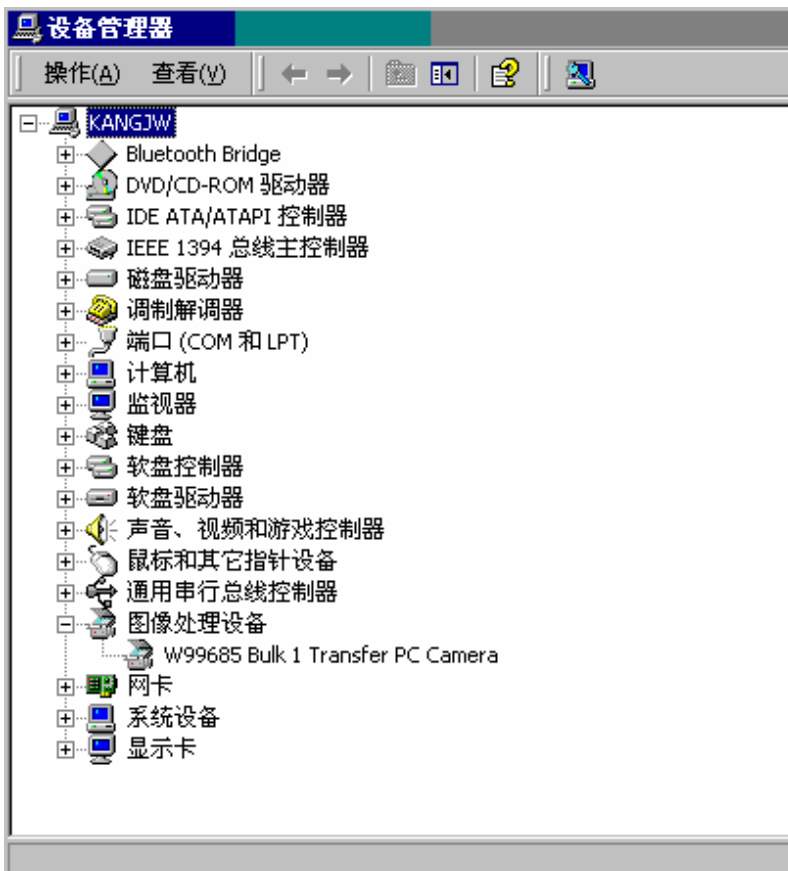 设备管理器
操作(A) 查看(V)
KANGJW
Bluetooth Bridge
DVD/CD-ROM 驱动器
IDE ATA/ATAPI 控制器
IEEE 1394 总线主控制器
磁盘驱动器
调制解调器
端口 (COM 和 LPT)
计算机
监视器
键盘
软盘控制器
软盘驱动器
声音、视频和游戏控制器
鼠标和其它指针设备
通用串行总线控制器
图像处理设备
W99685 Bulk 1 Transfer PC Camera
网卡
系统设备
显示卡